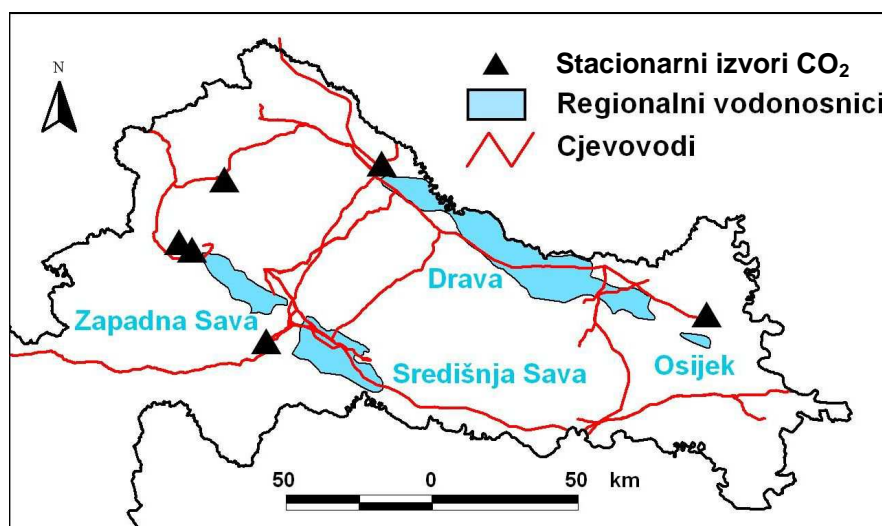 N
Stacionarni izvori CO₂
Regionalni vodonosnici
Cjevovodi
Drava
Zapadna Sava
Središnja Sava
Osijek
50 0 50 km